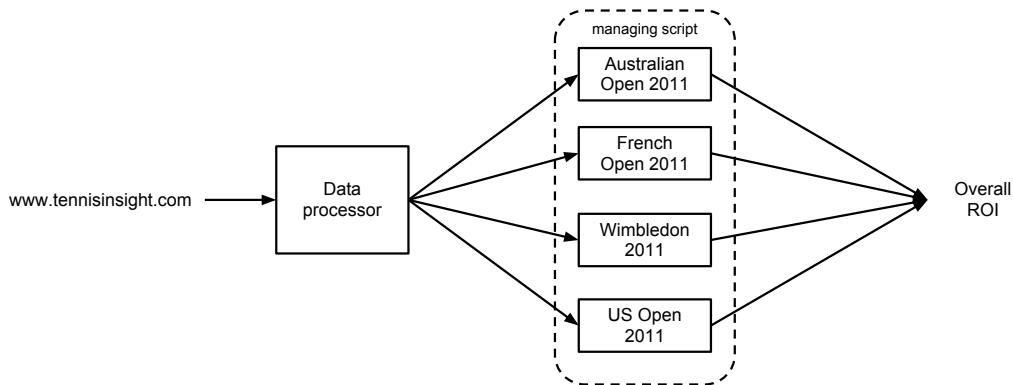 managing script
Australian
Open 2011
French
Open 2011
www.tennisinsight.com
Data
processor
Overall
ROI
Wimbledon
2011
US Open
2011